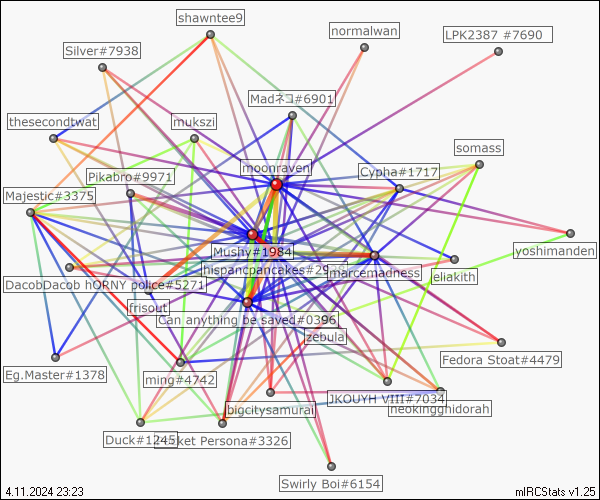 shawntee9
normalwan
LPK2387 #7690
Silver#7938
Madネコ#6901
thesecondtwat
mukszi
somass
moonraven
Cypha#1717
Pikabro#9971
Majestic#3375
yoshimanden
Mushy#1984
hispancpancakes#29
marcemadness
eliakith
DacobDacob hORNY police#5271
frisout
Can anything be saved#0396
zebula
Fedora Stoat#4479
Eg.Master#1378
ming#4742
JKOUYH VIII#7034
neokingghidorah
bigcitysamurai
Duck#1245
ket Persona#3326
Swirly Boi#6154
4.11.2024 23:23
mIRCStats v1.25